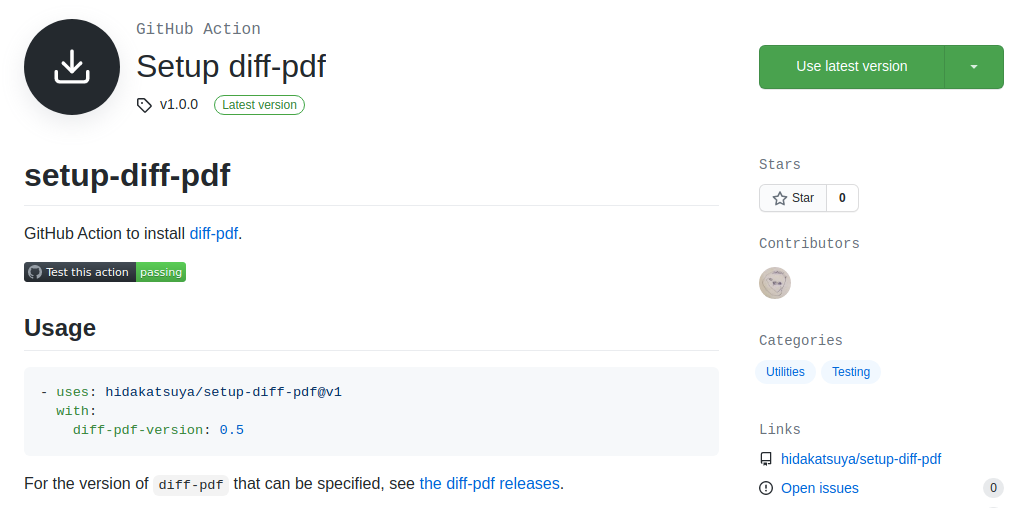 GitHub Action
Setup diff-pdf
v1.0.0 Latest version
Use latest version
setup-diff-pdf
GitHub Action to install diff-pdf.
Test this action passing
Usage
- uses: hidakatsuya/setup-diff-pdf@v1
with:
diff-pdf-version: 0.5
For the version of diff-pdf that can be specified, see the diff-pdf releases.
Stars
Star 0
Contributors
Categories
Utilities Testing
Links
hidakatsuya/setup-diff-pdf
Open issues 0